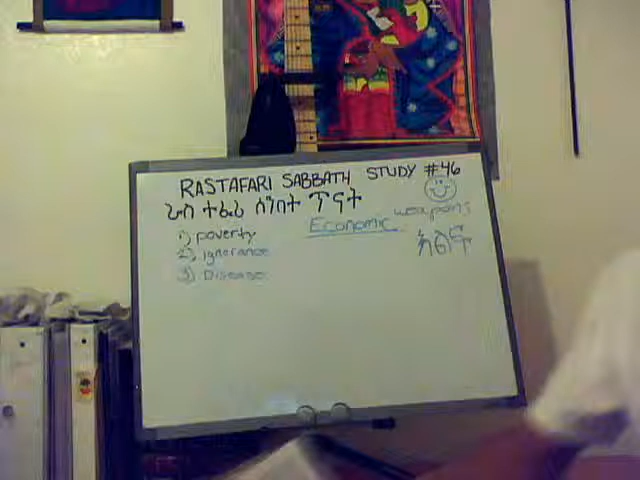 RASTAFARI SABBATH STUDY #46
ራስ ተፈሪ ሰንበት ጥናት
Economic weapons
1) poverty
2) ignorance
3) Disease